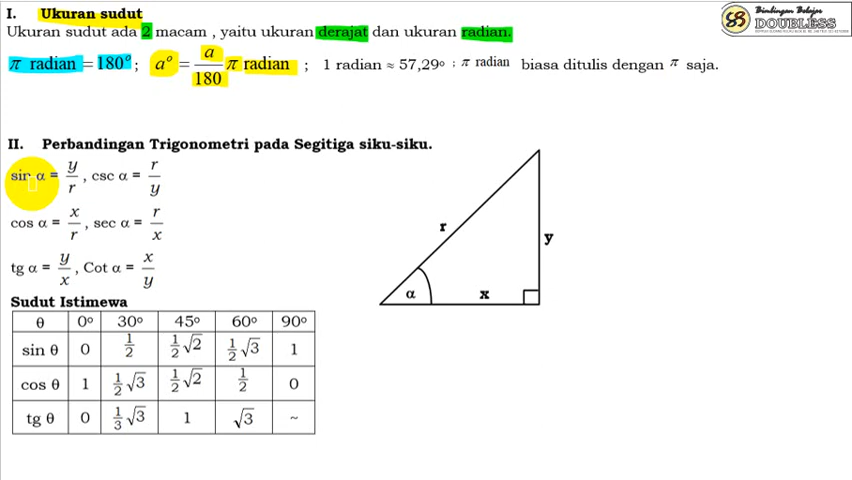 I. Ukuran sudut
Ukuran sudut ada 2 macam , yaitu ukuran derajat dan ukuran radian.
π radian = 180°; a° = a/180 π radian ; 1 radian ≈ 57,29° ; π radian biasa ditulis dengan π saja.
Bimbingan Belajar
88 DOUBLESS
II. Perbandingan Trigonometri pada Segitiga siku-siku.
sin α = y/r , csc α = r/y
cos α = x/r , sec α = r/x
tg α = y/x , Cot α = x/y
r
y
α
x
Sudut Istimewa
θ 0° 30° 45° 60° 90°
sin θ 0 1/2 1/2√2 1/2√3 1
cos θ 1 1/2√3 1/2√2 1/2 0
tg θ 0 1/3√3 1 √3 ~